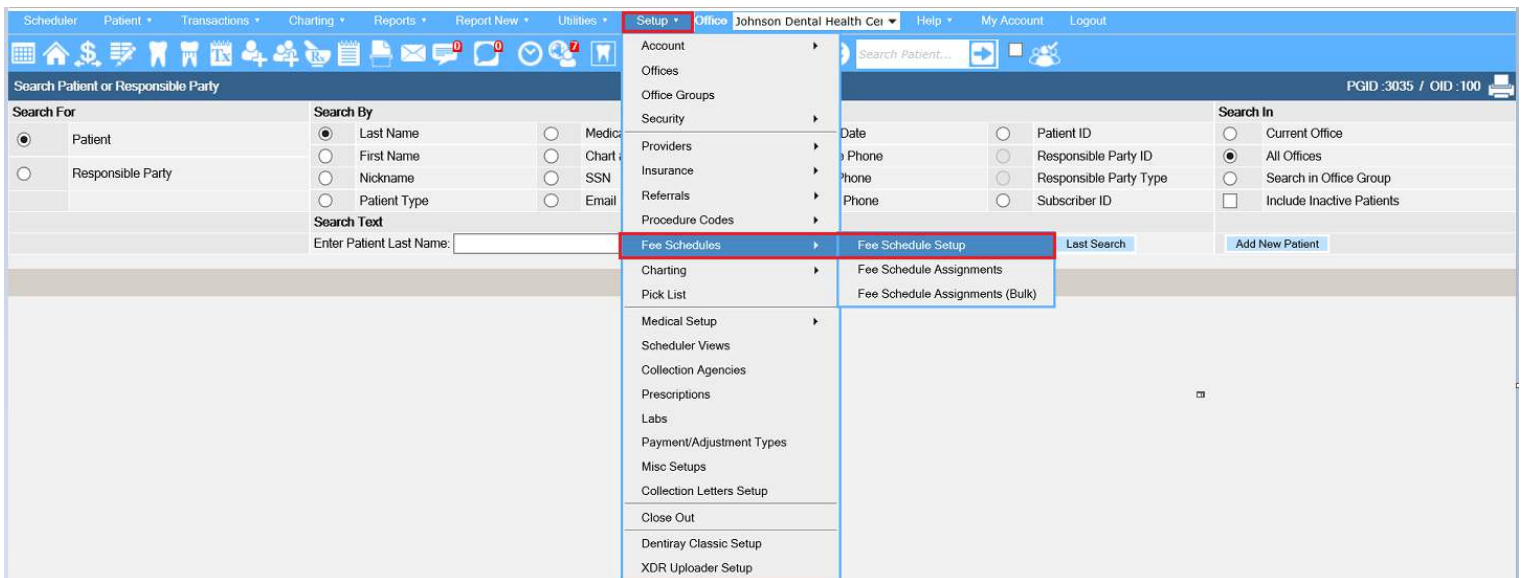 Scheduler Patient Transactions Charting Reports Report New Utilities Setup Office Johnson Dental Health Cer Help My Account Logout
Rx Tx 0 0 7 Search Patient...
Search Patient or Responsible Party PGID :3035 / OID :100
Search For Search By Search In
Patient Last Name Date Patient ID Current Office
First Name Chart Phone Responsible Party ID All Offices
Responsible Party Nickname SSN Phone Responsible Party Type Search in Office Group
Patient Type Email Phone Subscriber ID Include Inactive Patients
Search Text
Enter Patient Last Name: Last Search Add New Patient
Account
Offices
Office Groups
Security
Providers
Insurance
Referrals
Procedure Codes
Fee Schedules
Charting
Pick List
Medical Setup
Scheduler Views
Collection Agencies
Prescriptions
Labs
Payment/Adjustment Types
Misc Setups
Collection Letters Setup
Close Out
Dentiray Classic Setup
XDR Uploader Setup
Fee Schedule Setup
Fee Schedule Assignments
Fee Schedule Assignments (Bulk)